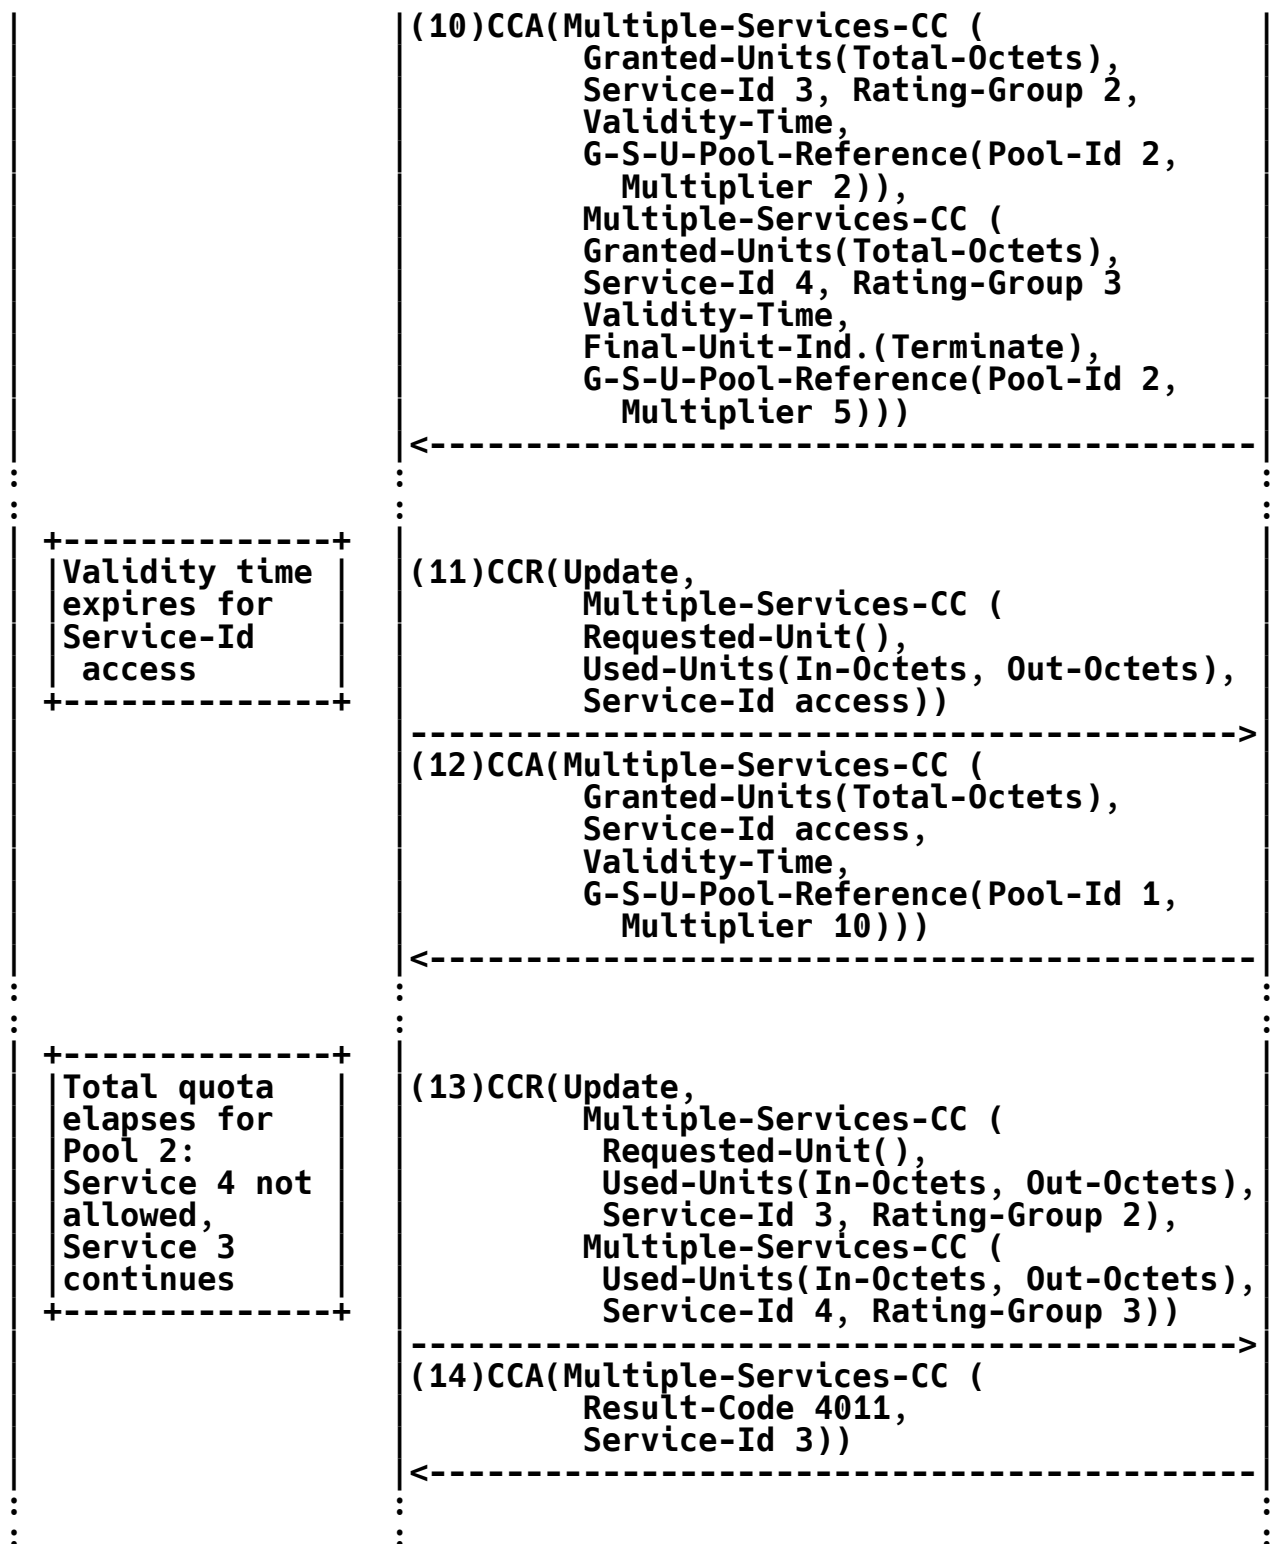 |                   |(10)CCA(Multiple-Services-CC (              |
|                   |         Granted-Units(Total-Octets),       |
|                   |         Service-Id 3, Rating-Group 2,      |
|                   |         Validity-Time,                     |
|                   |         G-S-U-Pool-Reference(Pool-Id 2,    |
|                   |           Multiplier 2)),                  |
|                   |         Multiple-Services-CC (             |
|                   |         Granted-Units(Total-Octets),       |
|                   |         Service-Id 4, Rating-Group 3       |
|                   |         Validity-Time,                     |
|                   |         Final-Unit-Ind.(Terminate),        |
|                   |         G-S-U-Pool-Reference(Pool-Id 2,    |
|                   |           Multiplier 5)))                  |
|                   |<-------------------------------------------|
:                   :                                            :
:                   :                                            :
| +--------------+  |                                            |
| |Validity time |  |(11)CCR(Update,                             |
| |expires for   |  |         Multiple-Services-CC (             |
| |Service-Id    |  |         Requested-Unit(),                  |
| | access       |  |         Used-Units(In-Octets, Out-Octets), |
| +--------------+  |         Service-Id access))                |
|                   |------------------------------------------->|
|                   |(12)CCA(Multiple-Services-CC (              |
|                   |         Granted-Units(Total-Octets),       |
|                   |         Service-Id access,                 |
|                   |         Validity-Time,                     |
|                   |         G-S-U-Pool-Reference(Pool-Id 1,    |
|                   |           Multiplier 10)))                 |
|                   |<-------------------------------------------|
:                   :                                            :
:                   :                                            :
| +--------------+  |                                            |
| |Total quota   |  |(13)CCR(Update,                             |
| |elapses for   |  |         Multiple-Services-CC (             |
| |Pool 2:       |  |          Requested-Unit(),                 |
| |Service 4 not |  |          Used-Units(In-Octets, Out-Octets),|
| |allowed,      |  |          Service-Id 3, Rating-Group 2),    |
| |Service 3     |  |         Multiple-Services-CC (             |
| |continues     |  |          Used-Units(In-Octets, Out-Octets),|
| +--------------+  |          Service-Id 4, Rating-Group 3))    |
|                   |------------------------------------------->|
|                   |(14)CCA(Multiple-Services-CC (              |
|                   |         Result-Code 4011,                  |
|                   |         Service-Id 3))                     |
|                   |<-------------------------------------------|
:                   :                                            :
:                   :                                            :